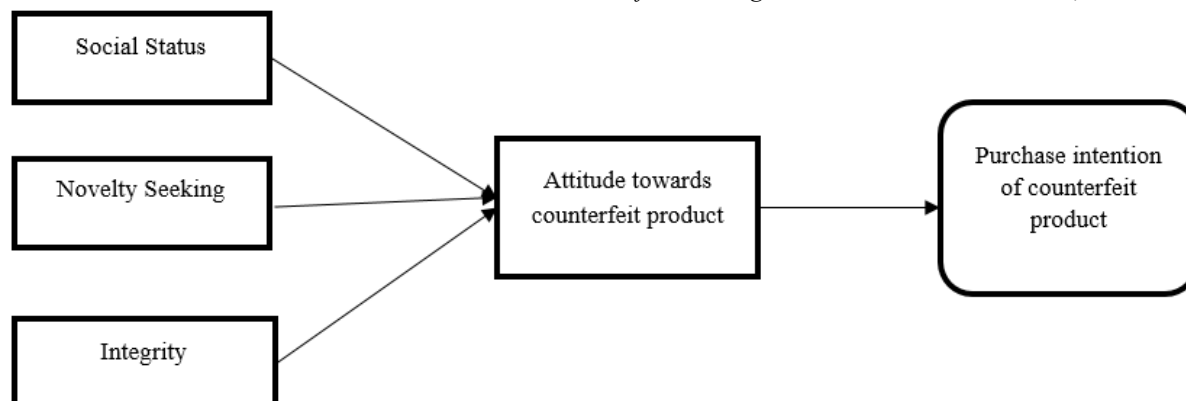 Social Status
Novelty Seeking
Integrity
Attitude towards
counterfeit product
Purchase intention
of counterfeit
product